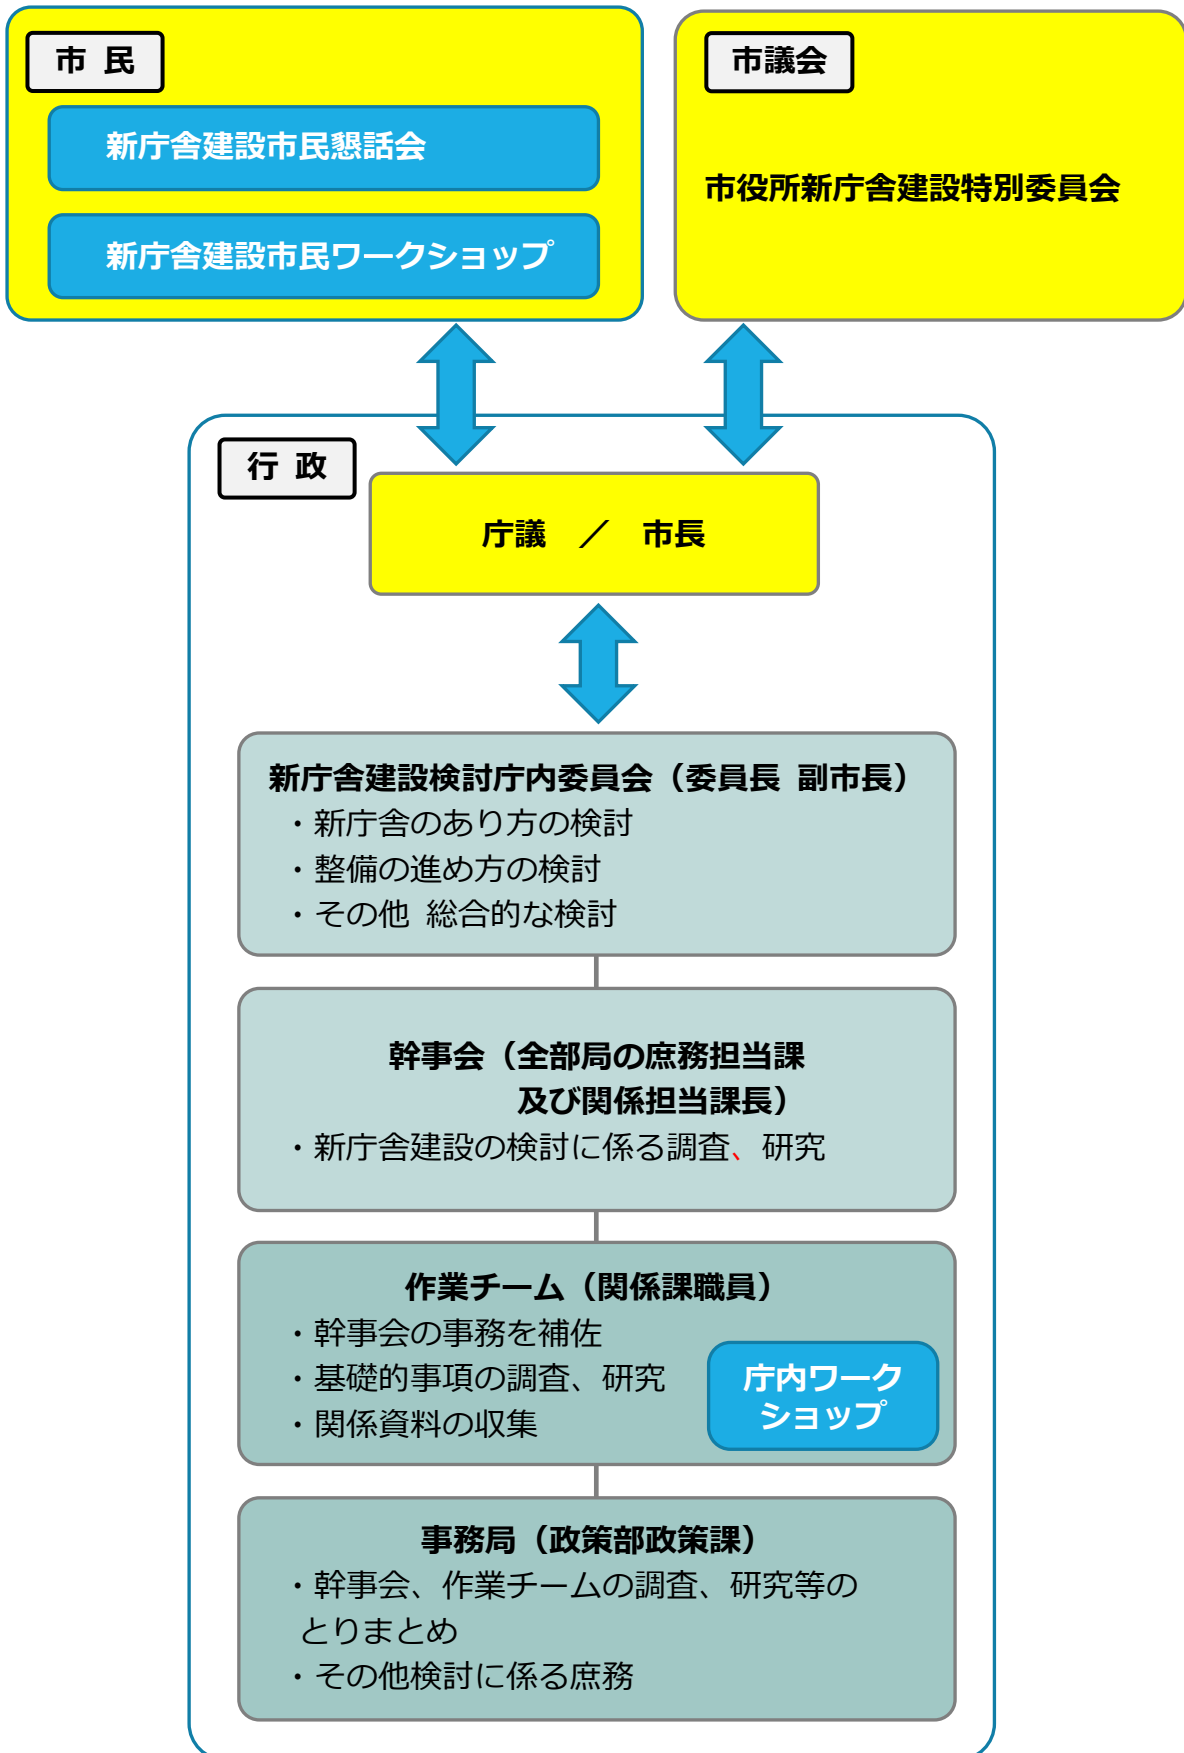 市 民
新庁舎建設市民懇話会
新庁舎建設市民ワークショップ
市議会
市役所新庁舎建設特別委員会
行 政
庁議 ／ 市長
新庁舎建設検討庁内委員会（委員長 副市長）
・新庁舎のあり方の検討
・整備の進め方の検討
・その他 総合的な検討
幹事会（全部局の庶務担当課
及び関係担当課長）
・新庁舎建設の検討に係る調査、研究
作業チーム（関係課職員）
・幹事会の事務を補佐
・基礎的事項の調査、研究
・関係資料の収集
庁内ワーク
ショップ
事務局（政策部政策課）
・幹事会、作業チームの調査、研究等の
とりまとめ
・その他検討に係る庶務